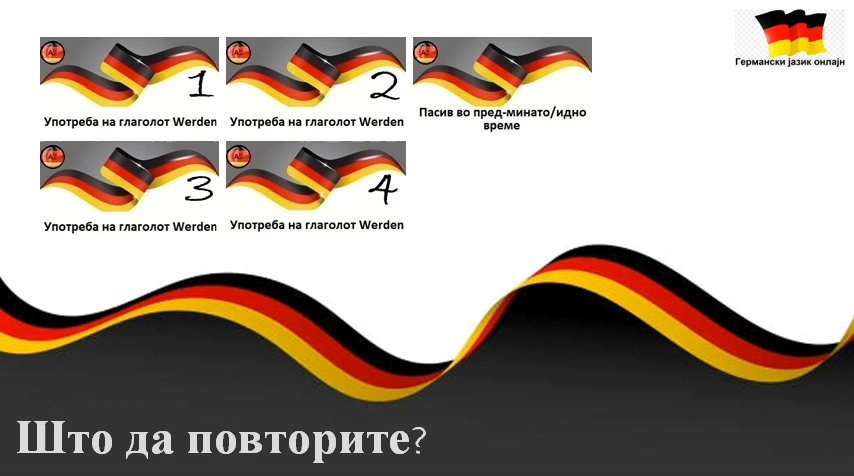 Германски јазик онлајн
1
2
Употреба на глаголот Werden
Употреба на глаголот Werden
Пасив во пред-минато/идно
време
3
4
Употреба на глаголот Werden
Употреба на глаголот Werden
Што да повторите?